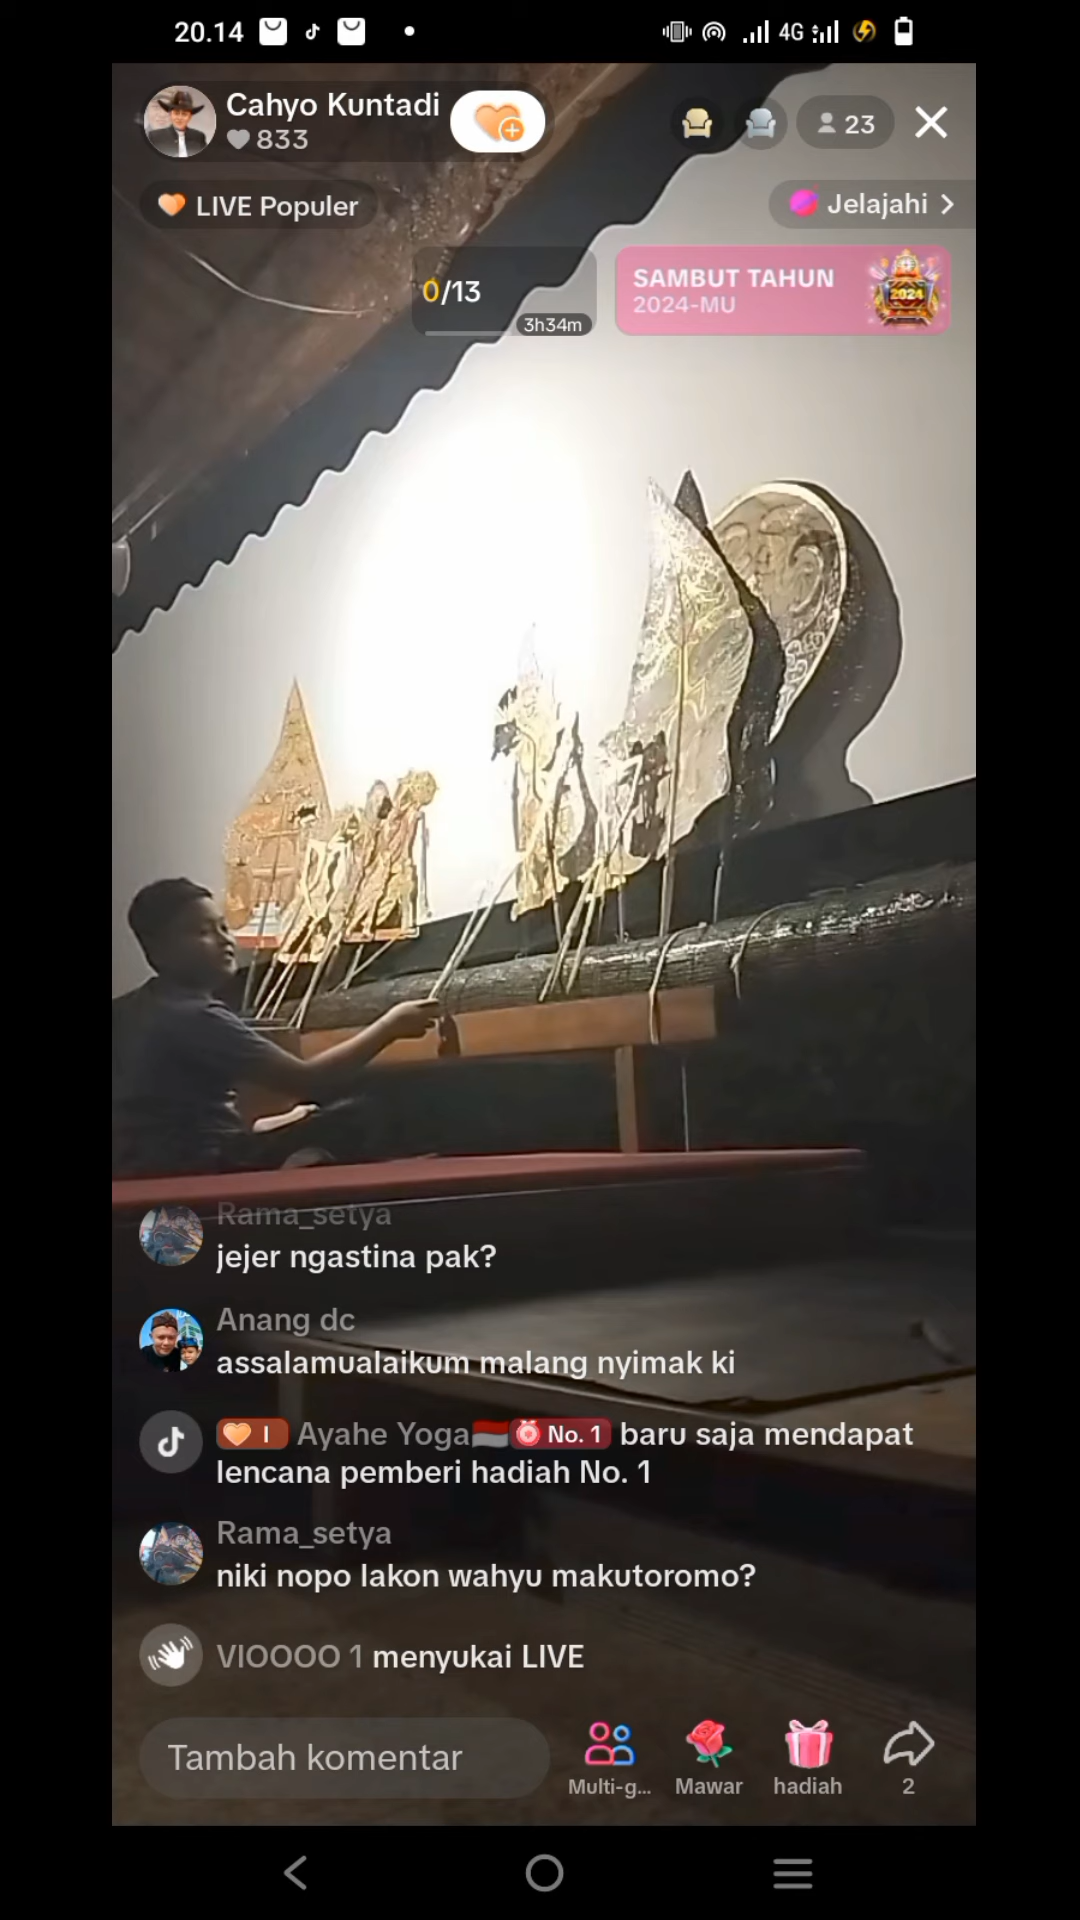 20.14
4G
Cahyo Kuntadi
833
23
LIVE Populer
Jelajahi
0/13
3h34m
SAMBUT TAHUN
2024-MU
2024
Rama_setya
jejer ngastina pak?
Anang dc
assalamualaikum malang nyimak ki
I Ayahe Yoga No. 1 baru saja mendapat
lencana pemberi hadiah No. 1
Rama_setya
niki nopo lakon wahyu makutoromo?
VIOOOO 1 menyukai LIVE
Tambah komentar
Multi-g...
Mawar
hadiah
2